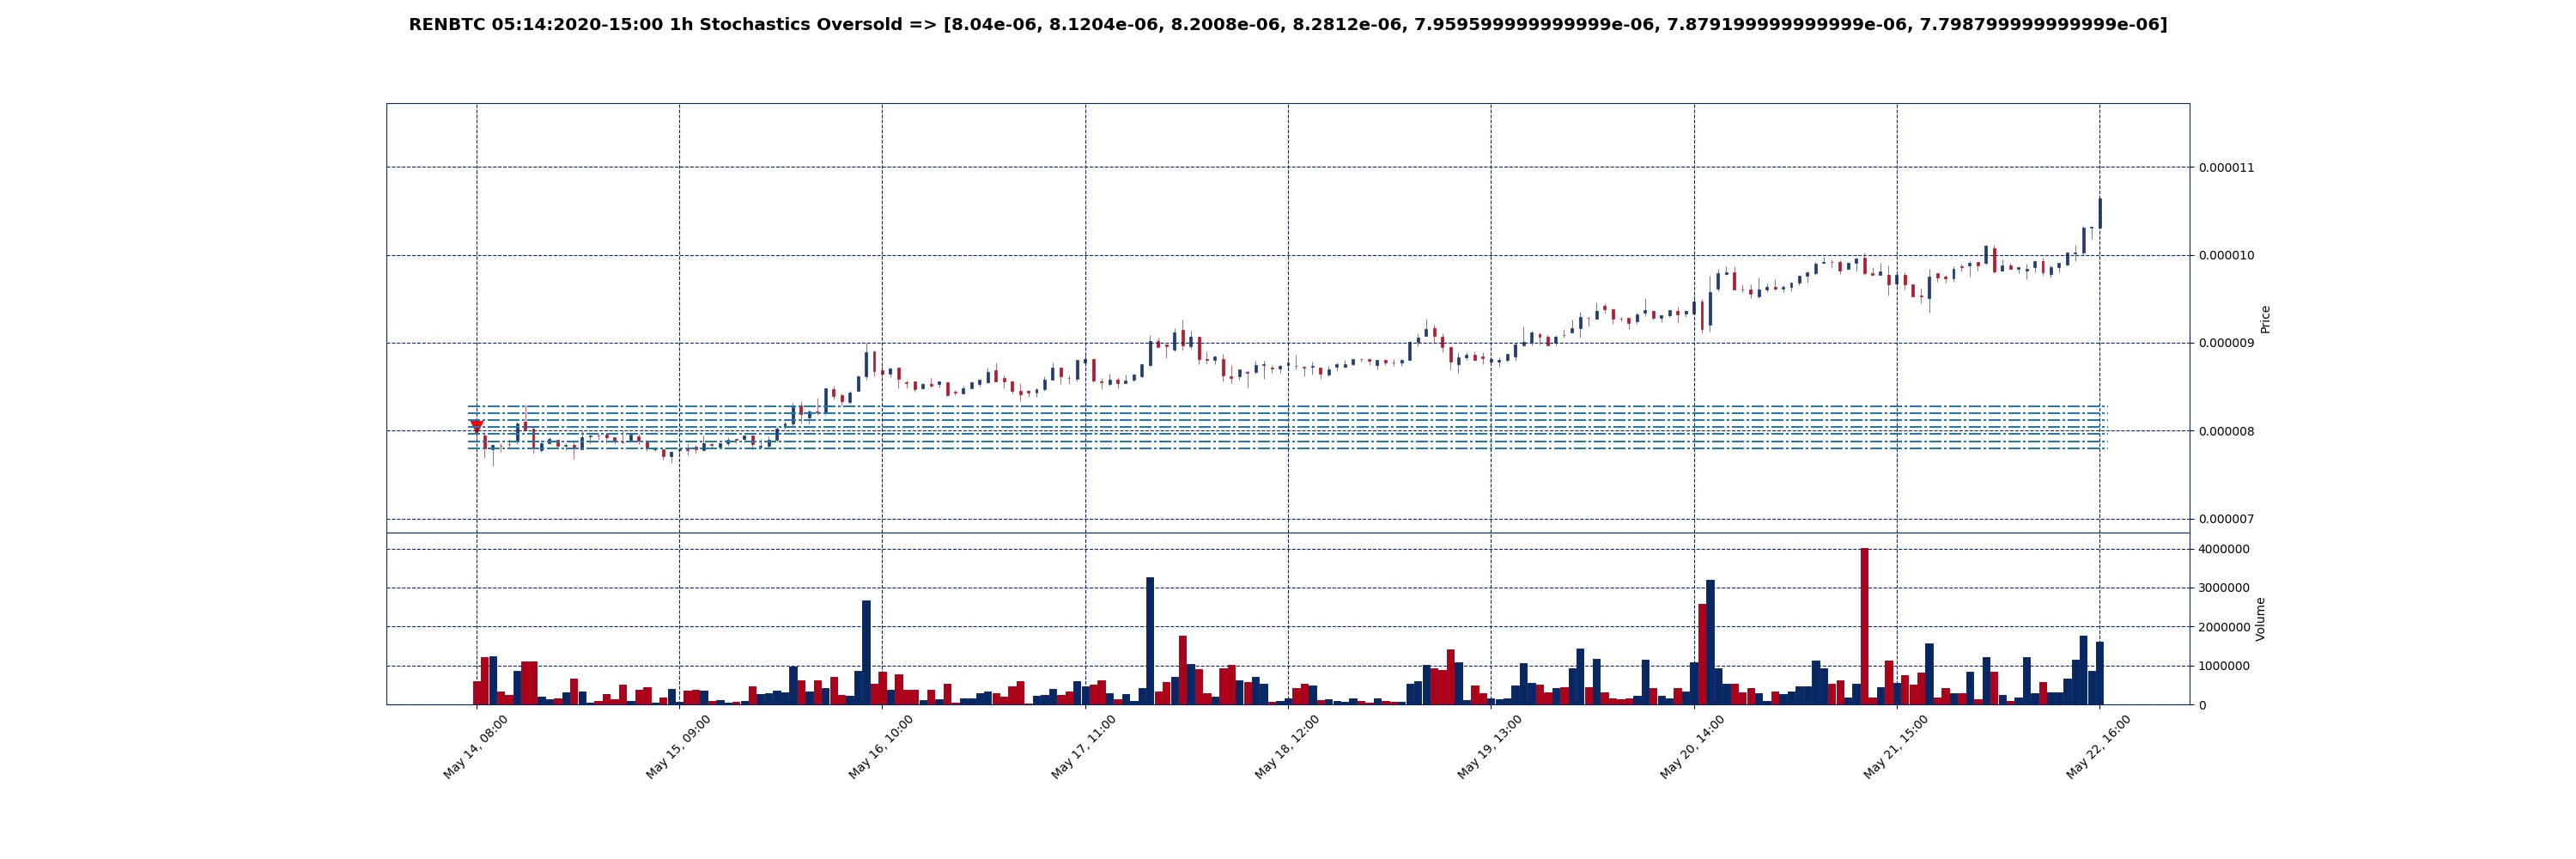 RENBTC 05:14:2020-15:00 1h Stochastics Oversold => [8.04e-06, 8.1204e-06, 8.2008e-06, 8.2812e-06, 7.959599999999999e-06, 7.879199999999999e-06, 7.798799999999999e-06]
0.000011
0.000010
0.000009
0.000008
0.000007
Price
4000000
3000000
2000000
1000000
0
Volume
May 14, 08:00
May 15, 09:00
May 16, 10:00
May 17, 11:00
May 18, 12:00
May 19, 13:00
May 20, 14:00
May 21, 15:00
May 22, 16:00